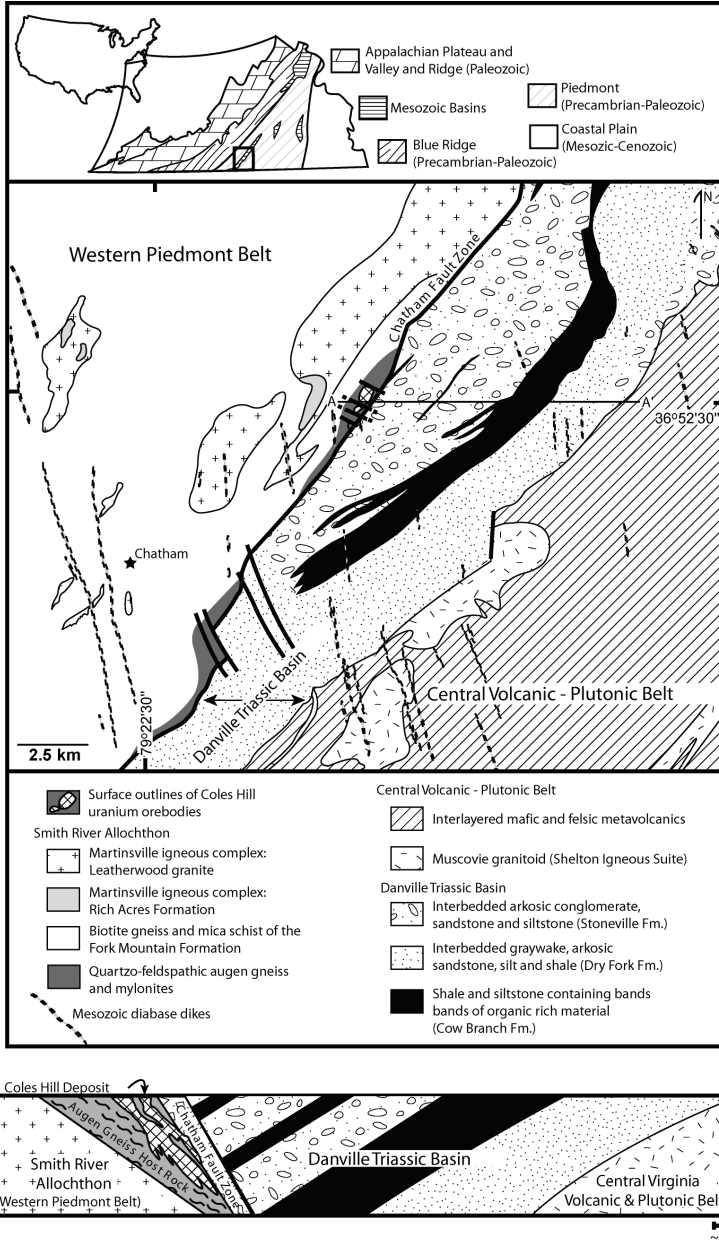 Appalachian Plateau and
Valley and Ridge (Paleozoic)
Mesozoic Basins
Blue Ridge
(Precambrian-Paleozoic)
Piedmont
(Precambrian-Paleozoic)
Coastal Plain
(Mesozic-Cenozoic)
N
Western Piedmont Belt
Chatham Fault Zone
A
A'
36º52'30"
Chatham
79º22'30"
Danville Triassic Basin
Central Volcanic - Plutonic Belt
2.5 km
Surface outlines of Coles Hill
uranium orebodies
Smith River Allochthon
Martinsville igneous complex:
Leatherwood granite
Martinsville igneous complex:
Rich Acres Formation
Biotite gneiss and mica schist of the
Fork Mountain Formation
Quartzo-feldspathic augen gneiss
and mylonites
Mesozoic diabase dikes
Central Volcanic - Plutonic Belt
Interlayered mafic and felsic metavolcanics
Muscovie granitoid (Shelton Igneous Suite)
Danville Triassic Basin
Interbedded arkosic conglomerate,
sandstone and siltstone (Stoneville Fm.)
Interbedded graywake, arkosic
sandstone, silt and shale (Dry Fork Fm.)
Shale and siltstone containing bands
bands of organic rich material
(Cow Branch Fm.)
Coles Hill Deposit
Augen Gneiss Host Rock
Chatham Fault Zone
Smith River
Allochthon
(Western Piedmont Belt)
Danville Triassic Basin
Central Virginia
Volcanic & Plutonic Belt